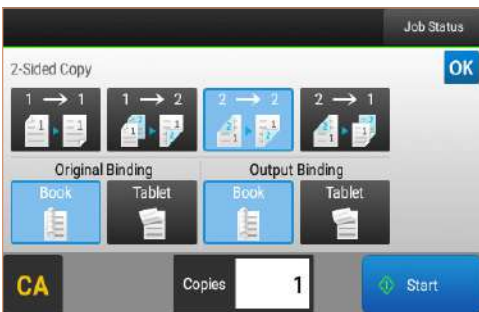 Job Status
2-Sided Copy
OK
1 → 1
1 → 2
2 → 2
2 → 1
Original Binding
Output Binding
Book
Tablet
Book
Tablet
CA
Copies
1
Start